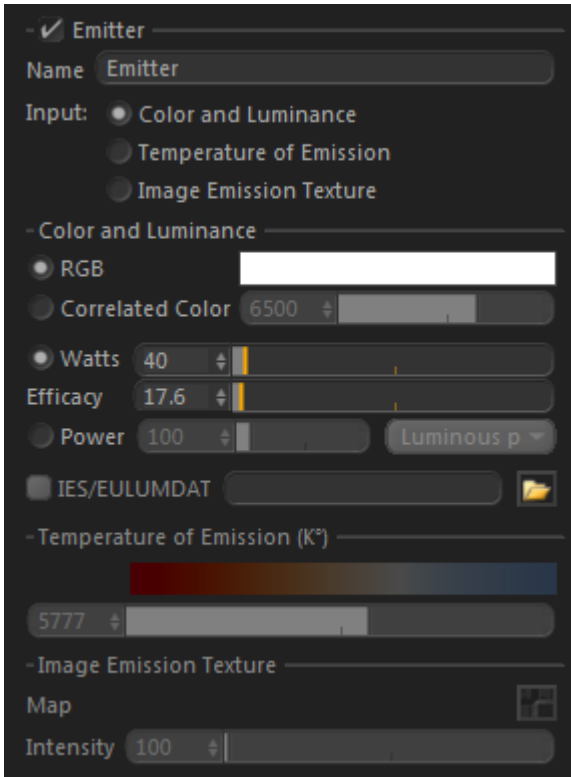 Emitter
Name Emitter
Input: Color and Luminance
Temperature of Emission
Image Emission Texture
Color and Luminance
RGB
Correlated Color 6500
Watts 40
Efficacy 17.6
Power 100 Luminous p
IES/EULUMDAT
Temperature of Emission (K°)
5777
Image Emission Texture
Map
Intensity 100